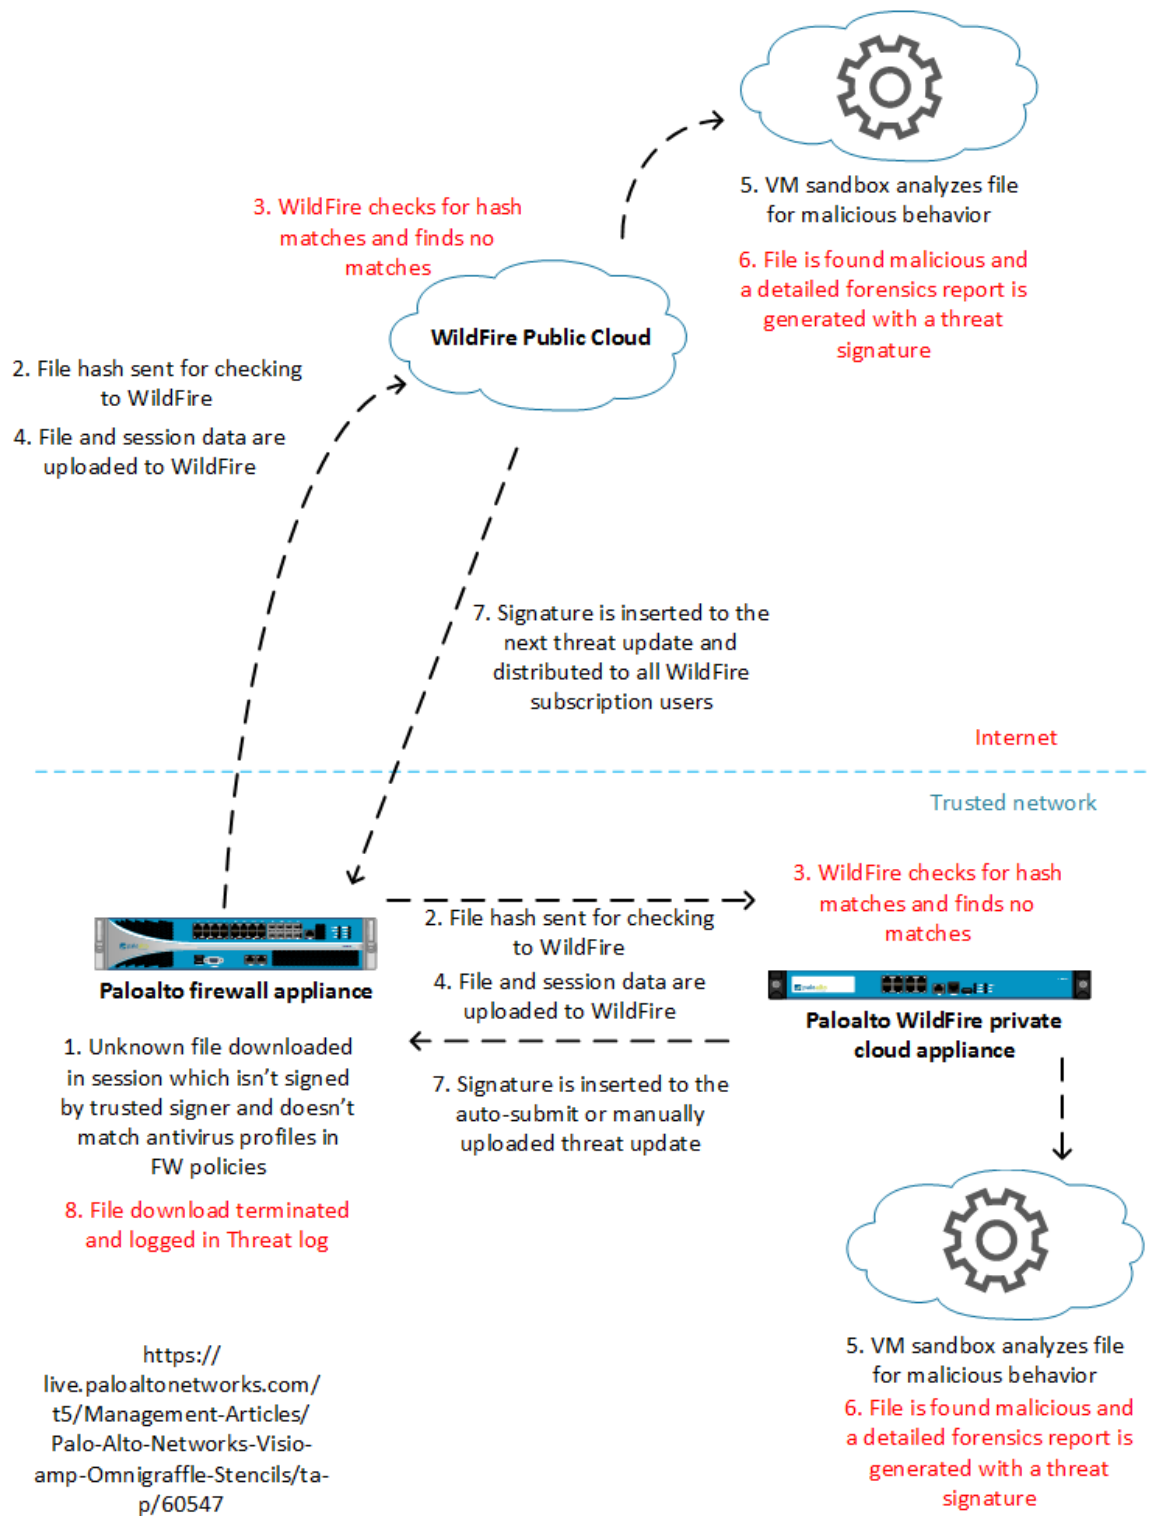 5. VM sandbox analyzes file
for malicious behavior
3. WildFire checks for hash
matches and finds no
matches
6. File is found malicious and
a detailed forensics report is
generated with a threat
signature
WildFire Public Cloud
2. File hash sent for checking
to WildFire
4. File and session data are
uploaded to WildFire
7. Signature is inserted to the
next threat update and
distributed to all WildFire
subscription users
Internet
Trusted network
3. WildFire checks for hash
matches and finds no
matches
2. File hash sent for checking
to WildFire
4. File and session data are
uploaded to WildFire
Paloalto firewall appliance
Paloalto WildFire private
cloud appliance
1. Unknown file downloaded
in session which isn’t signed
by trusted signer and doesn’t
match antivirus profiles in
FW policies
7. Signature is inserted to the
auto-submit or manually
uploaded threat update
8. File download terminated
and logged in Threat log
5. VM sandbox analyzes file
for malicious behavior
6. File is found malicious and
a detailed forensics report is
generated with a threat
signature
https://
live.paloaltonetworks.com/
t5/Management-Articles/
Palo-Alto-Networks-Visio-
amp-Omnigraffle-Stencils/ta-
p/60547